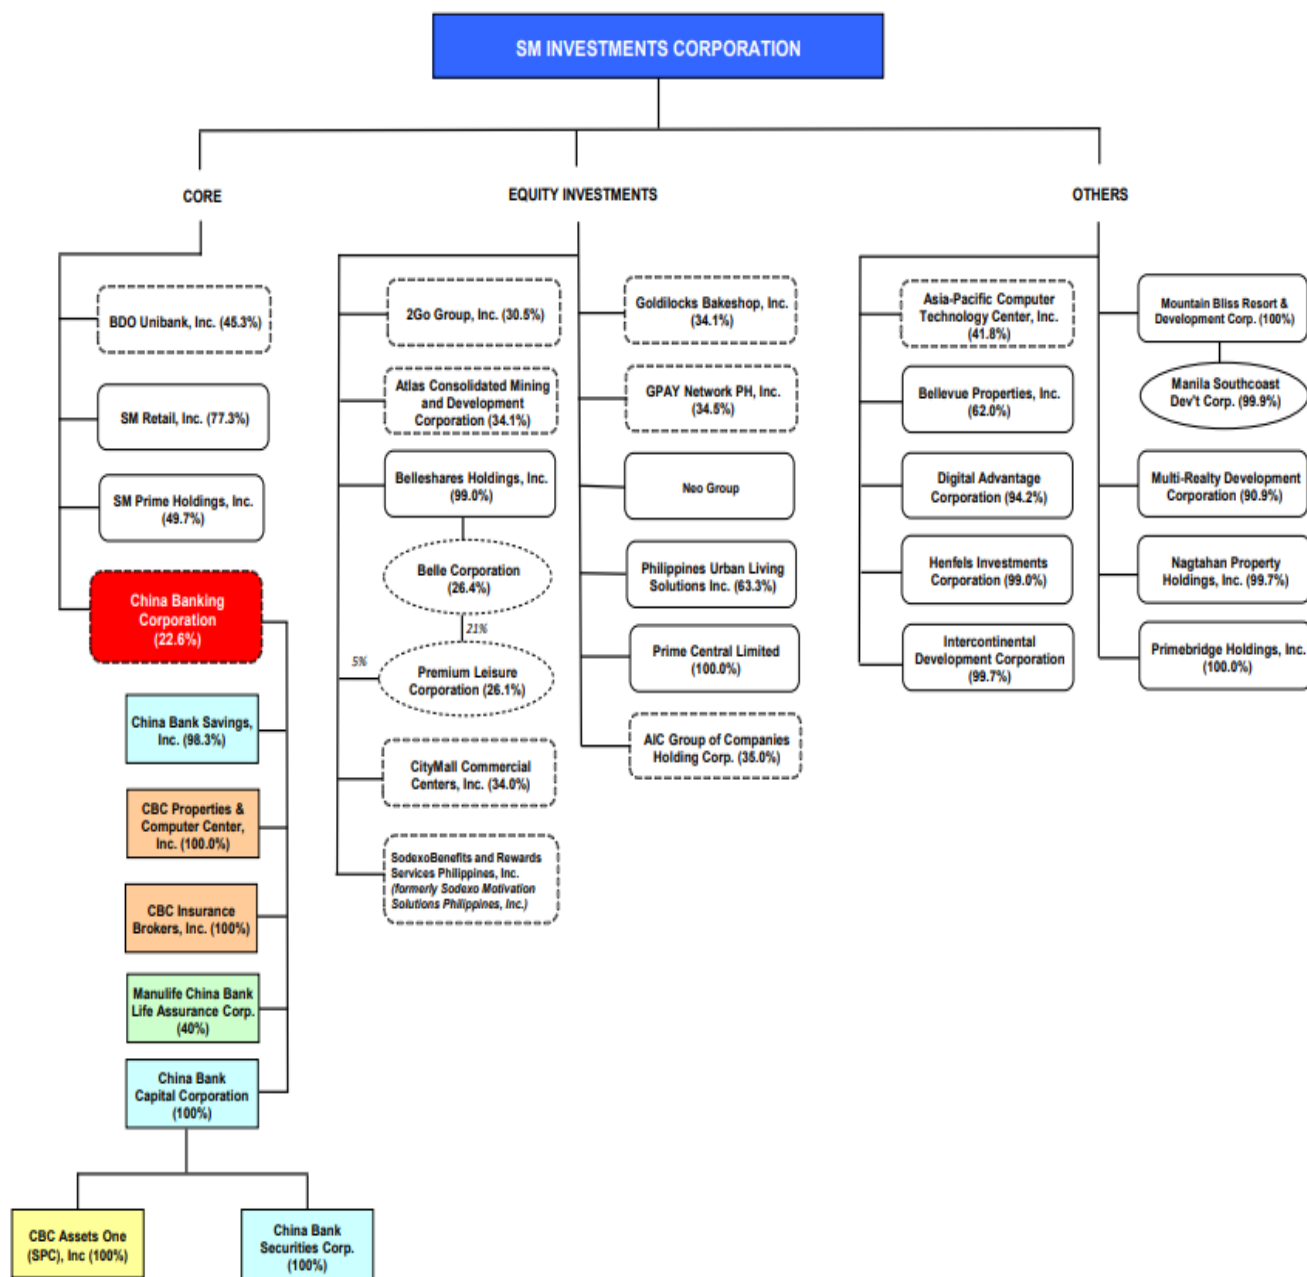 SM INVESTMENTS CORPORATION
CORE
EQUITY INVESTMENTS
OTHERS
BDO Unibank, Inc. (45.3%)
SM Retail, Inc. (77.3%)
SM Prime Holdings, Inc.
(49.7%)
China Banking
Corporation
(22.6%)
China Bank Savings,
Inc. (98.3%)
CBC Properties &
Computer Center,
Inc. (100.0%)
CBC Insurance
Brokers, Inc. (100%)
Manulife China Bank
Life Assurance Corp.
(40%)
China Bank
Capital Corporation
(100%)
CBC Assets One
(SPC), Inc (100%)
China Bank
Securities Corp.
(100%)
2Go Group, Inc. (30.5%)
Atlas Consolidated Mining
and Development
Corporation (34.1%)
Belleshares Holdings, Inc.
(99.0%)
Belle Corporation
(26.4%)
21%
5%
Premium Leisure
Corporation (26.1%)
CityMall Commercial
Centers, Inc. (34.0%)
SodexoBenefits and Rewards
Services Philippines, Inc.
(formerly Sodexo Motivation
Solutions Philippines, Inc.)
Goldilocks Bakeshop, Inc.
(34.1%)
GPAY Network PH, Inc.
(34.5%)
Neo Group
Philippines Urban Living
Solutions Inc. (63.3%)
Prime Central Limited
(100.0%)
AIC Group of Companies
Holding Corp. (35.0%)
Asia-Pacific Computer
Technology Center, Inc.
(41.8%)
Bellevue Properties, Inc.
(62.0%)
Digital Advantage
Corporation (94.2%)
Henfels Investments
Corporation (99.0%)
Intercontinental
Development Corporation
(99.7%)
Mountain Bliss Resort &
Development Corp. (100%)
Manila Southcoast
Dev't Corp. (99.9%)
Multi-Realty Development
Corporation (90.9%)
Nagtahan Property
Holdings, Inc. (99.7%)
Primebridge Holdings, Inc.
(100.0%)